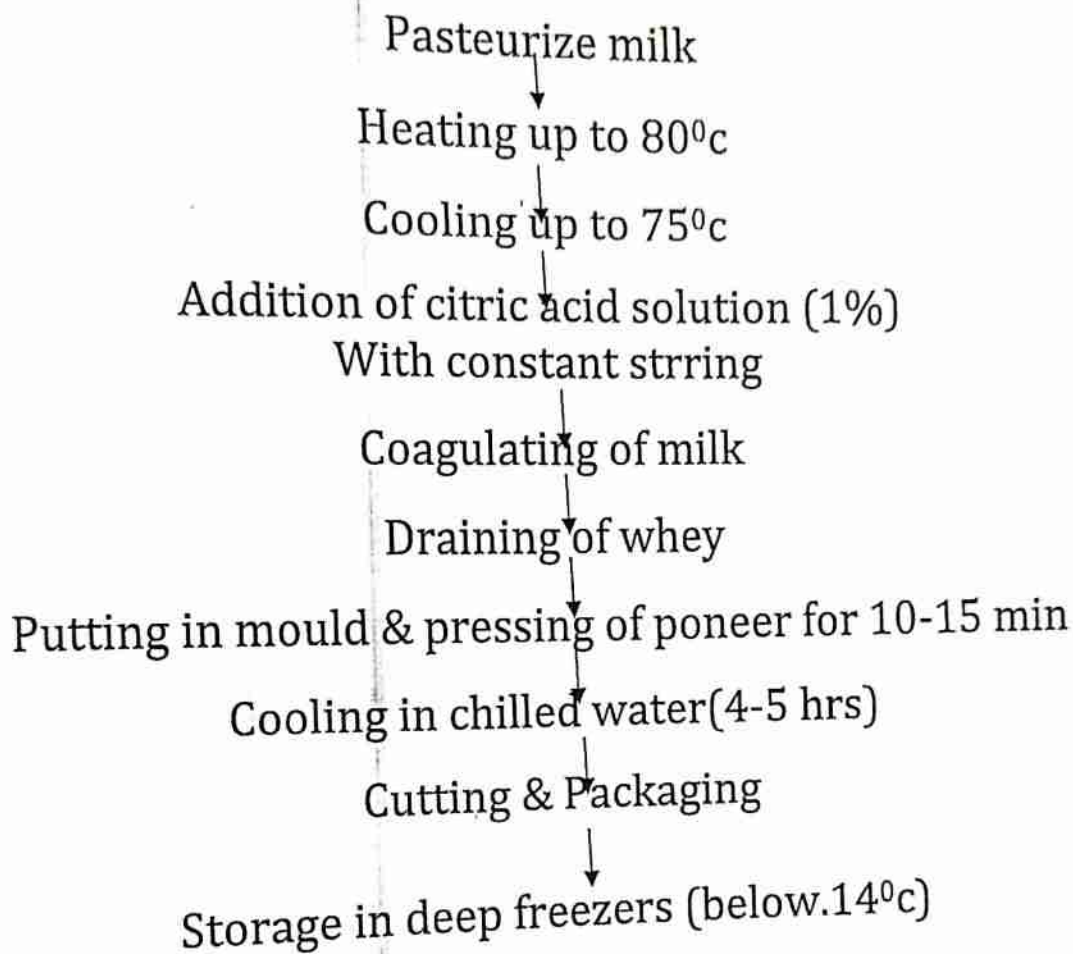 Pasteurize milk
Heating up to 80⁰c
Cooling up to 75⁰c
Addition of citric acid solution (1%)
With constant strring
Coagulating of milk
Draining of whey
Putting in mould & pressing of poneer for 10-15 min
Cooling in chilled water(4-5 hrs)
Cutting & Packaging
Storage in deep freezers (below.14⁰c)